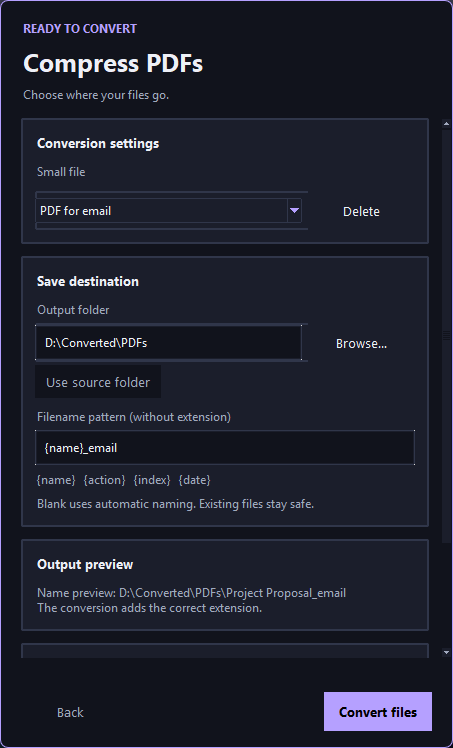 READY TO CONVERT
Compress PDFs
Choose where your files go.
Conversion settings
Small file
PDF for email
Delete
Save destination
Output folder
D:\Converted\PDFs
Browse...
Use source folder
Filename pattern (without extension)
{name}_email
{name} {action} {index} {date}
Blank uses automatic naming. Existing files stay safe.
Output preview
Name preview: D:\Converted\PDFs\Project Proposal_email
The conversion adds the correct extension.
Back
Convert files